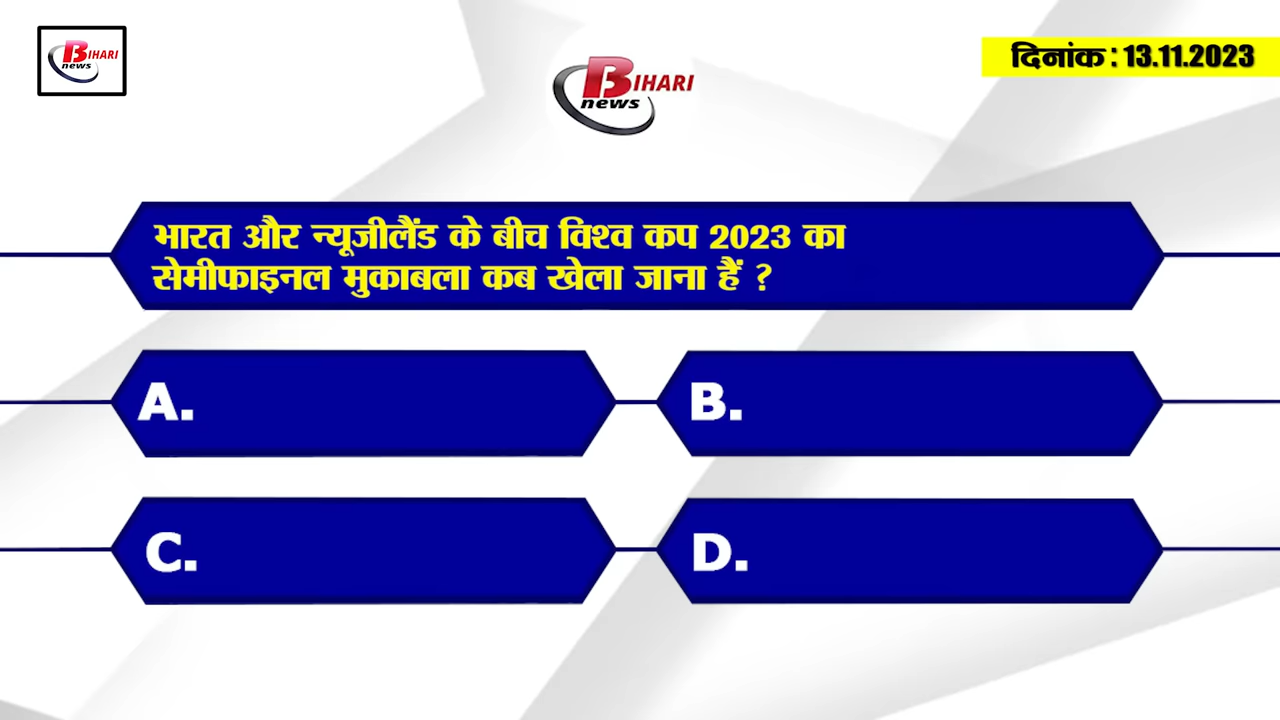 BIHARI
news
दिनांक : 13.11.2023
BIHARI
news
भारत और न्यूजीलैंड के बीच विश्व कप 2023 का
सेमीफाइनल मुकाबला कब खेला जाना हैं ?
A.
B.
C.
D.